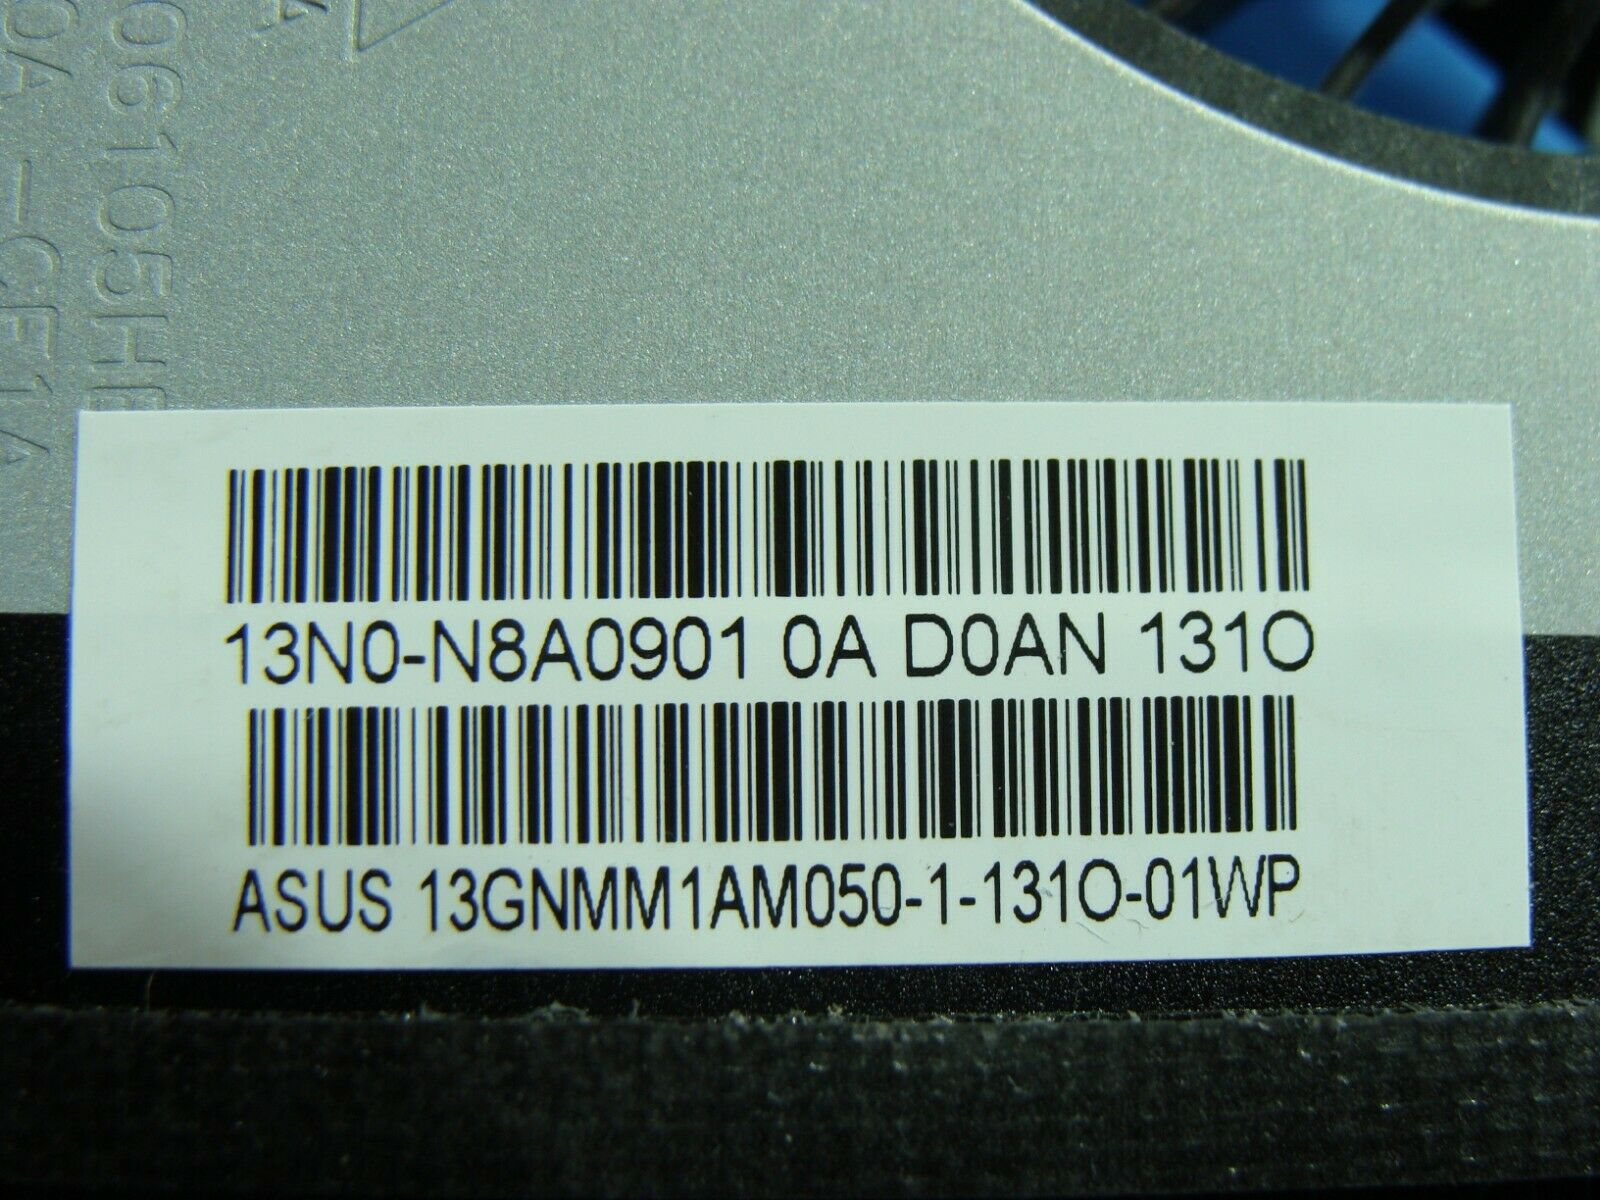 13N0-N8A0901 0A D0AN 131O
ASUS 13GNMM1AM050-1-131O-01WP